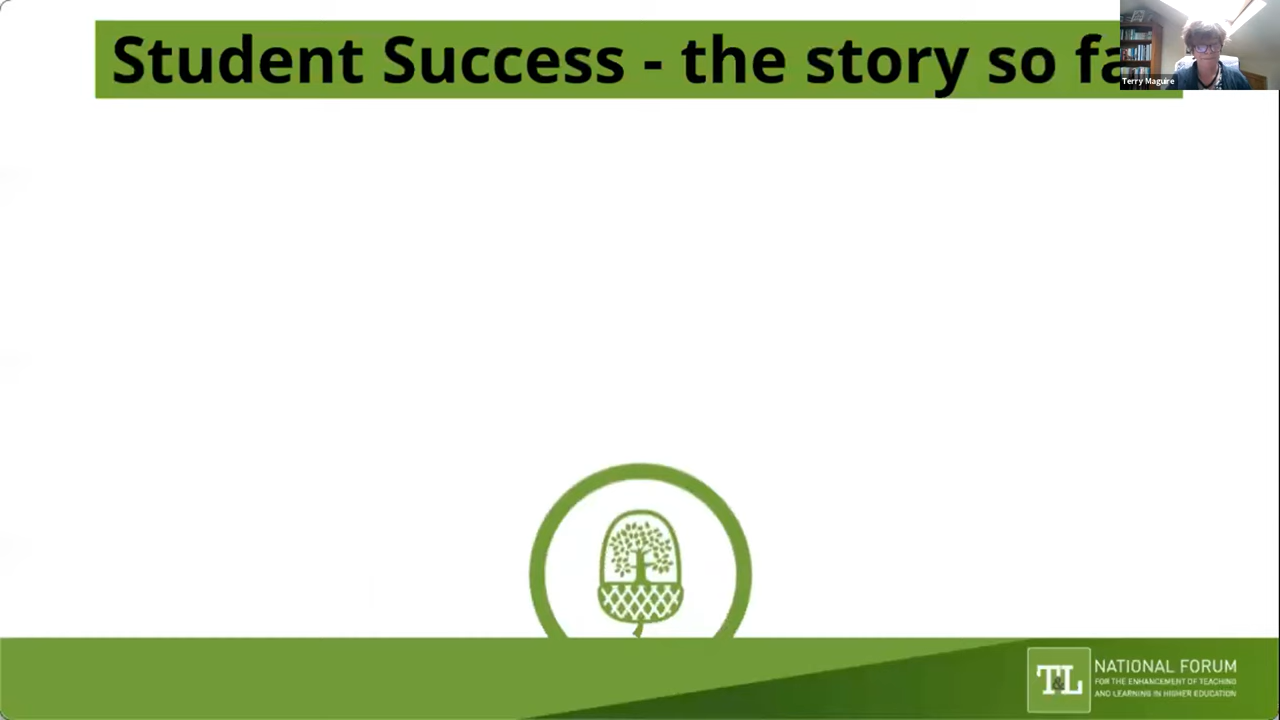 Student Success - the story so fa
Terry Maguire
T&L
NATIONAL FORUM
FOR THE ENHANCEMENT OF TEACHING
AND LEARNING IN HIGHER EDUCATION